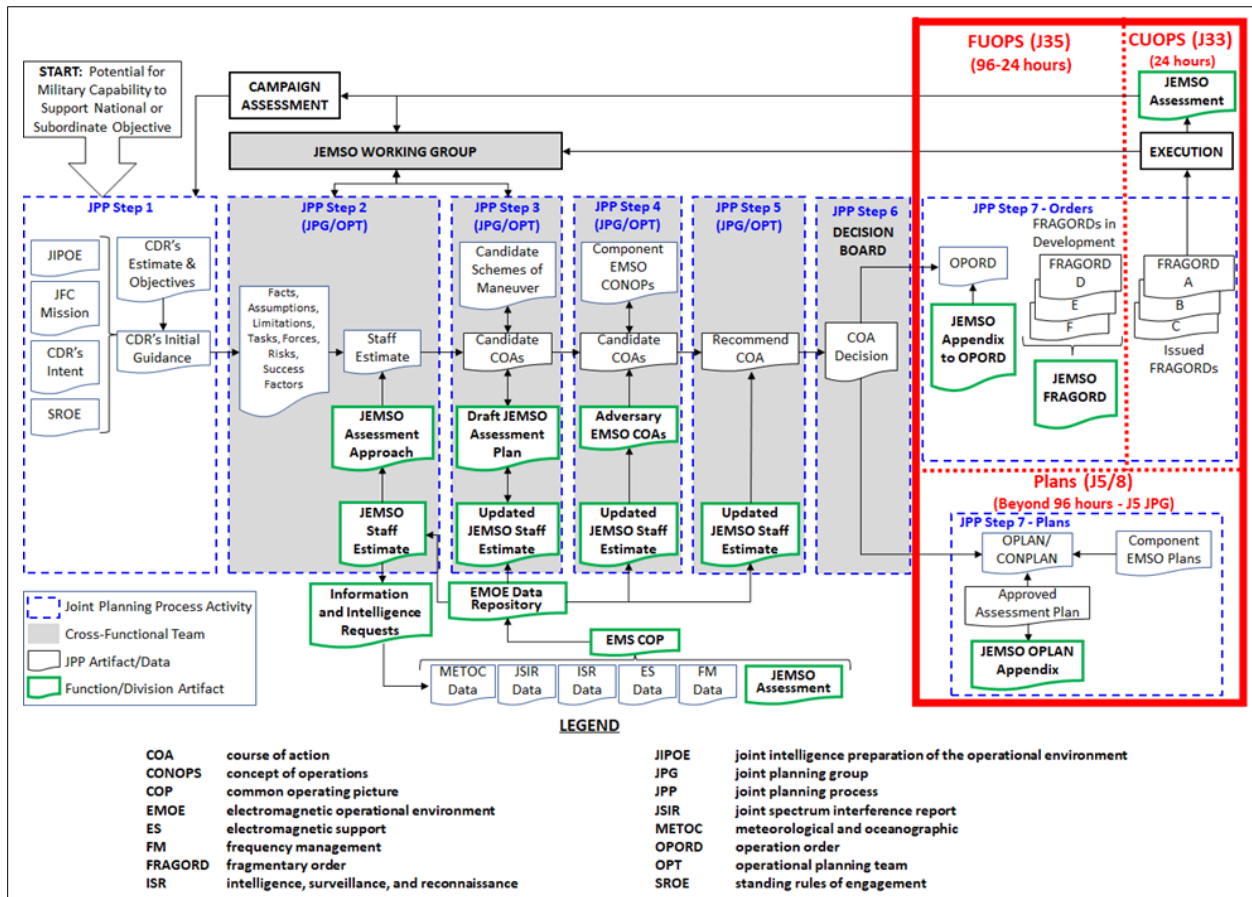 START: Potential for
Military Capability to
Support National or
Subordinate Objective
CAMPAIGN
ASSESSMENT
JEMSO WORKING GROUP
FUOPS (J35)
(96-24 hours)
CUOPS (J33)
(24 hours)
JEMSO
Assessment
EXECUTION
JPP Step 1
JIPOE
JFC
Mission
CDR's
Intent
SROE
CDR's
Estimate &
Objectives
CDR's Initial
Guidance
JPP Step 2
(JPG/OPT)
Facts,
Assumptions,
Limitations,
Tasks, Forces,
Risks,
Success
Factors
Staff
Estimate
JEMSO
Assessment
Approach
JEMSO
Staff
Estimate
Information
and Intelligence
Requests
JPP Step 3
(JPG/OPT)
Candidate
Schemes of
Maneuver
Candidate
COAs
Draft JEMSO
Assessment
Plan
Updated
JEMSO Staff
Estimate
EMOE Data
Repository
JPP Step 4
(JPG/OPT)
Component
EMSO
CONOPs
Candidate
COAs
Adversary
EMSO COAs
Updated
JEMSO Staff
Estimate
JPP Step 5
(JPG/OPT)
Recommend
COA
Updated
JEMSO Staff
Estimate
JPP Step 6
DECISION
BOARD
COA
Decision
JPP Step 7 - Orders
OPORD
JEMSO
Appendix
to OPORD
FRAGORDs in
Development
FRAGORD
D
E
F
JEMSO
FRAGORD
FRAGORD
A
B
C
Issued
FRAGORDs
Plans (J5/8)
(Beyond 96 hours - J5 JPG)
JPP Step 7 - Plans
OPLAN/
CONPLAN
Component
EMSO Plans
Approved
Assessment Plan
JEMSO OPLAN
Appendix
EMS COP
METOC
Data
JSIR
Data
ISR
Data
ES
Data
FM
Data
JEMSO
Assessment
Joint Planning Process Activity
Cross-Functional Team
JPP Artifact/Data
Function/Division Artifact
LEGEND
COA course of action
CONOPS concept of operations
COP common operating picture
EMOE electromagnetic operational environment
ES electromagnetic support
FM frequency management
FRAGORD fragmentary order
ISR intelligence, surveillance, and reconnaissance
JIPOE joint intelligence preparation of the operational environment
JPG joint planning group
JPP joint planning process
JSIR joint spectrum interference report
METOC meteorological and oceanographic
OPORD operation order
OPT operational planning team
SROE standing rules of engagement